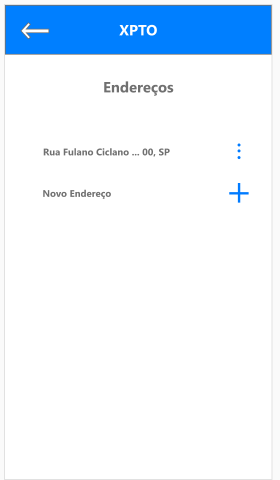 XPTO
Endereços
Rua Fulano Ciclano ... 00, SP
Novo Endereço